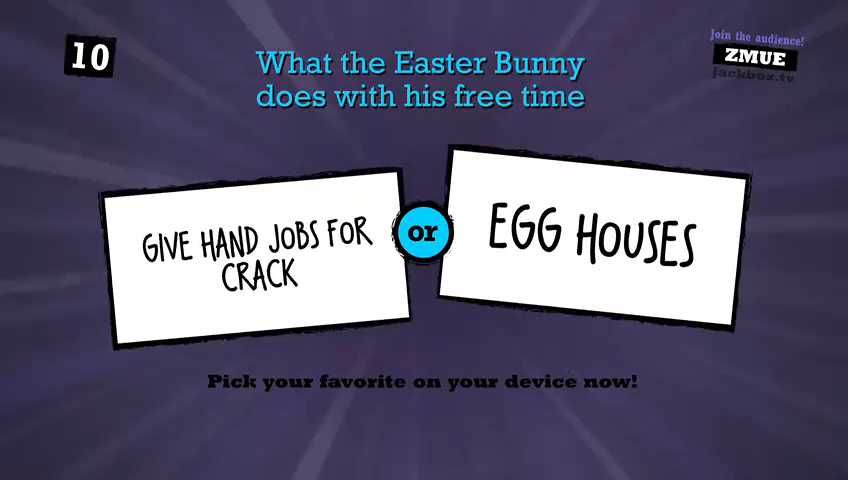 10
What the Easter Bunny
does with his free time
Join the audience!
ZMUE
jackbox.tv
GIVE HAND JOBS FOR
CRACK
or
EGG HOUSES
Pick your favorite on your device now!